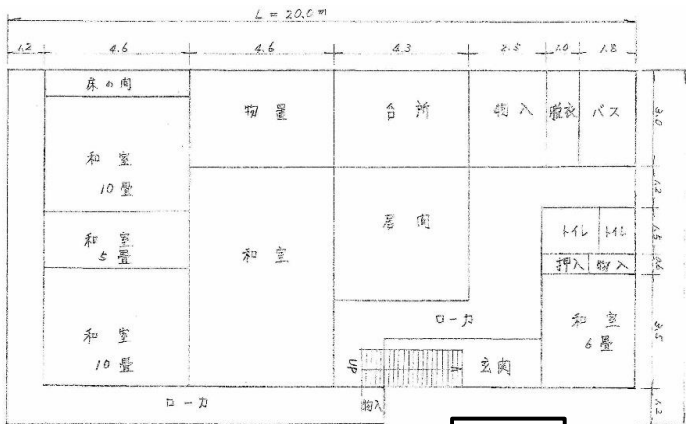 L = 20.0 m
1.2 4.6 4.6 4.3 2.5 1.0 1.8
床の間
物置 台所 物入 脱衣 バス
3.0
和室
10畳
1.2
和室
5畳
和室
居間
トイレ トイレ
1.5
押入 物入
0.6
和室
10畳
ローカ
和室
6畳
3.5
UP
玄関
ローカ
物入
1.2